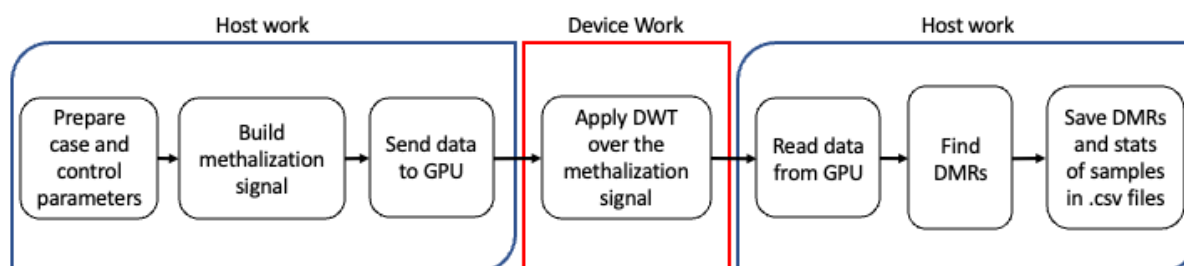 Host work
Device Work
Host work
Prepare
case and
control
parameters
Build
methalization
signal
Send data
to GPU
Apply DWT
over the
methalization
signal
Read data
from GPU
Find
DMRs
Save DMRs
and stats
of samples
in .csv files